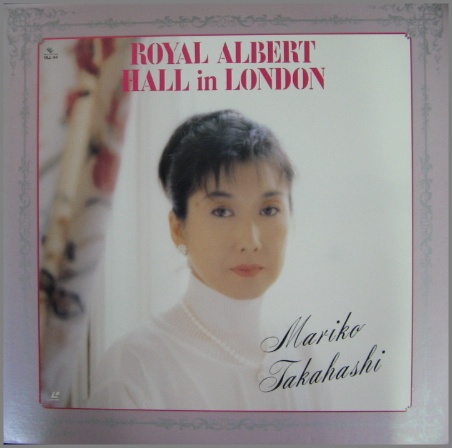 ROYAL ALBERT
HALL in LONDON
Mariko
Takahashi